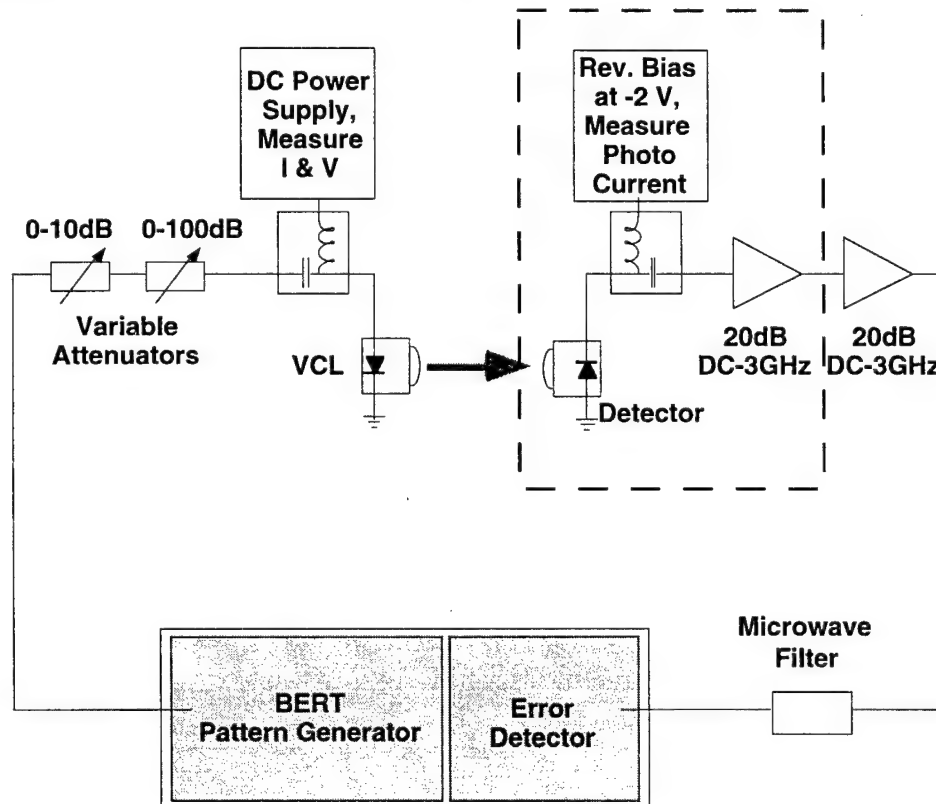 DC Power
Supply,
Measure
I & V
Rev. Bias
at -2 V,
Measure
Photo
Current
0-10dB
0-100dB
Variable
Attenuators
VCL
Detector
20dB
DC-3GHz
20dB
DC-3GHz
Microwave
Filter
BERT
Pattern Generator
Error
Detector